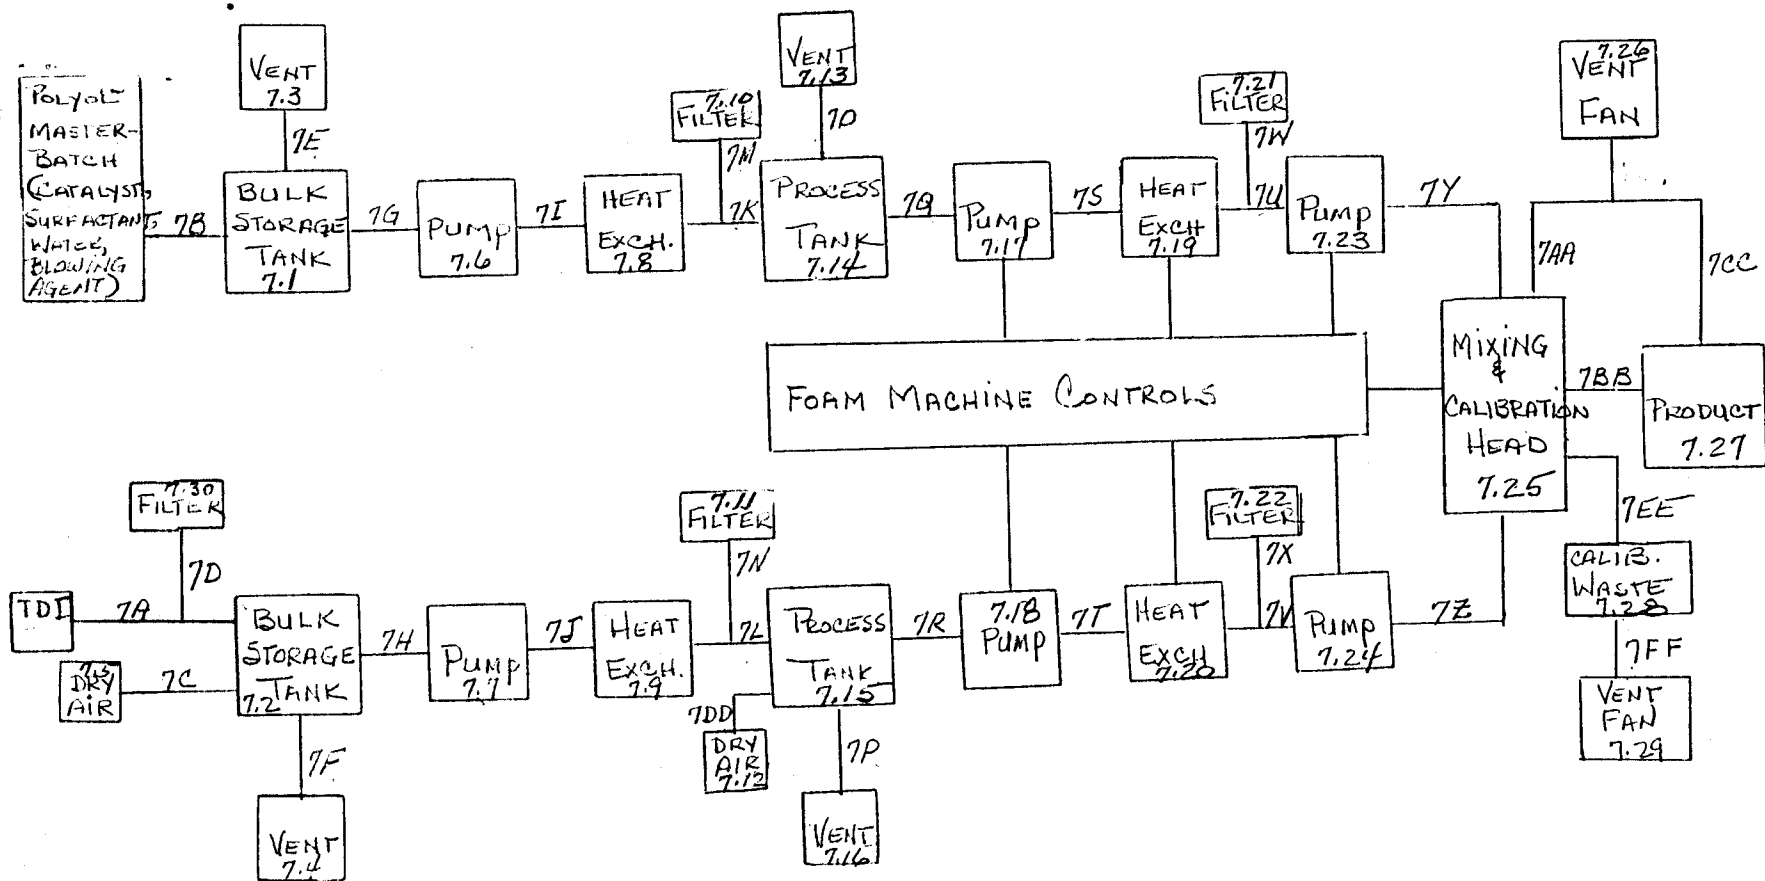 VENT
7.3
7E
POLYOL
MASTER-
BATCH
(CATALYST,
SURFACTANT,
WATER,
BLOWING
AGENT)
7B
BULK
STORAGE
TANK
7.1
7G
PUMP
7.6
7I
HEAT
EXCH.
7.8
7.10
FILTER
7M
7K
VENT
7.13
7O
PROCESS
TANK
7.14
7Q
PUMP
7.17
7S
HEAT
EXCH
7.19
7.21
FILTER
7W
7U
PUMP
7.23
7Y
7.26
VENT
FAN
7AA
7CC
FOAM MACHINE CONTROLS
MIXING
&
CALIBRATION
HEAD
7.25
7BB
PRODUCT
7.27
7EE
CALIB.
WASTE
7.28
7FF
VENT
FAN
7.29
7.30
FILTER
7D
TDI
7A
7.5
DRY
AIR
7C
BULK
STORAGE
TANK
7.2
7F
VENT
7.4
7H
PUMP
7.7
7J
HEAT
EXCH.
7.9
7.11
FILTER
7N
7L
PROCESS
TANK
7.15
7DD
DRY
AIR
7.12
7P
VENT
7.16
7R
7.18
PUMP
7T
HEAT
EXCH
7.20
7.22
FILTER
7X
7V
PUMP
7.24
7Z